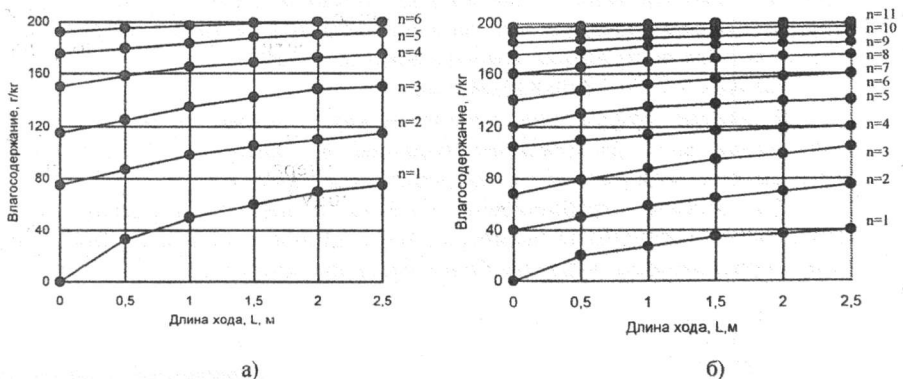 Влагосодержание, г/кг
200
160
120
80
40
0
0 0,5 1 1,5 2 2,5
Длина хода, L, м
n=6
n=5
n=4
n=3
n=2
n=1
а)
Влагосодержание, г/кг
200
160
120
80
40
0
0 0,5 1 1,5 2 2,5
Длина хода, L,м
n=11
n=10
n=9
n=8
n=7
n=6
n=5
n=4
n=3
n=2
n=1
б)